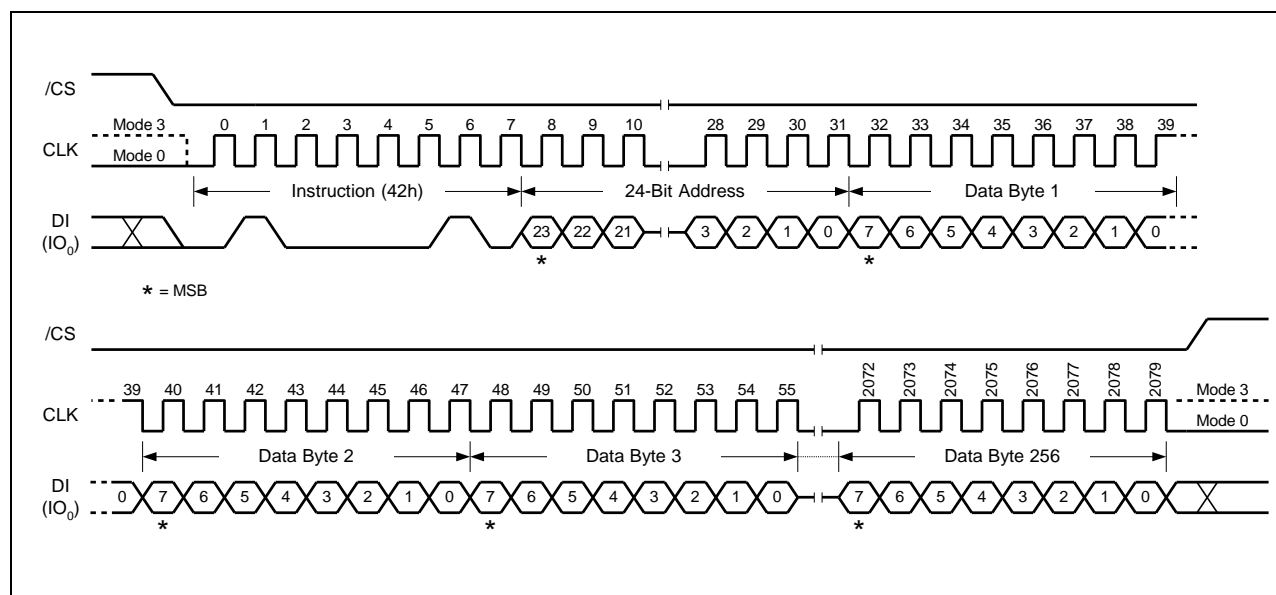 /CS
Mode 3 0 1 2 3 4 5 6 7 8 9 10 28 29 30 31 32 33 34 35 36 37 38 39
CLK
Mode 0
Instruction (42h) 24-Bit Address Data Byte 1
DI
(IO0) 23 22 21 3 2 1 0 7 6 5 4 3 2 1 0
* *
* = MSB
/CS
39 40 41 42 43 44 45 46 47 48 49 50 51 52 53 54 55 2072 2073 2074 2075 2076 2077 2078 2079 Mode 3
CLK
Mode 0
Data Byte 2 Data Byte 3 Data Byte 256
DI
(IO0) 0 7 6 5 4 3 2 1 0 7 6 5 4 3 2 1 0 7 6 5 4 3 2 1 0
* * *